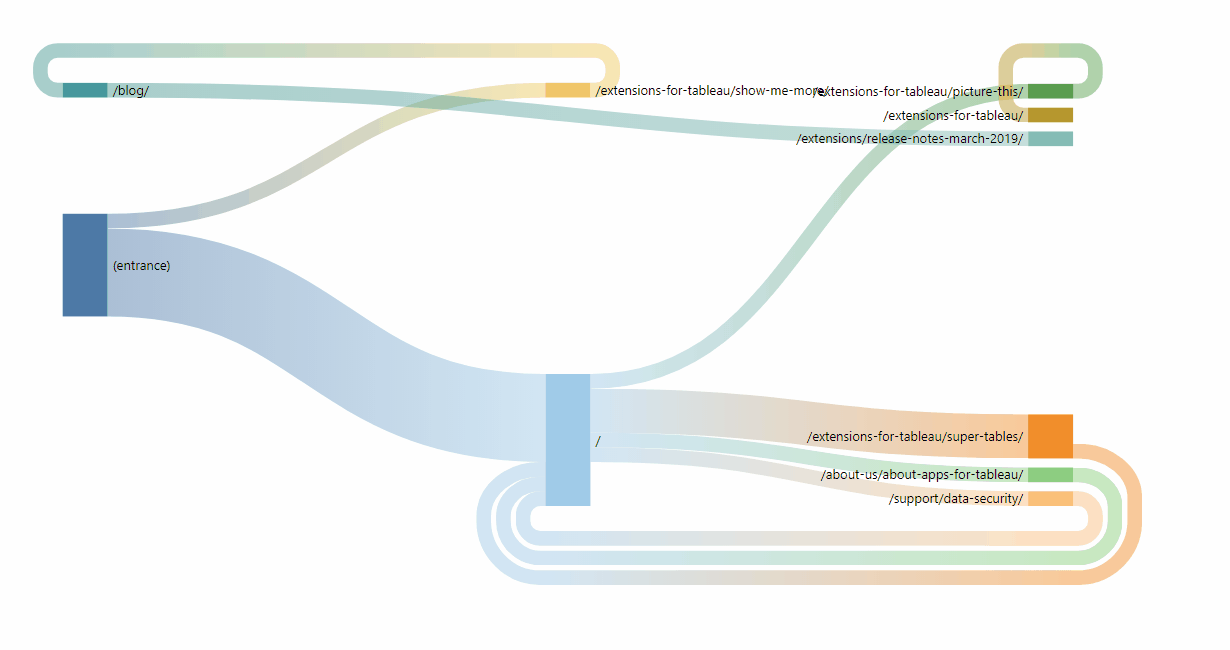 /blog/
/extensions-for-tableau/show-me-more/
/extensions-for-tableau/picture-this/
/extensions-for-tableau/
/extensions/release-notes-march-2019/
(entrance)
/
/extensions-for-tableau/super-tables/
/about-us/about-apps-for-tableau/
/support/data-security/